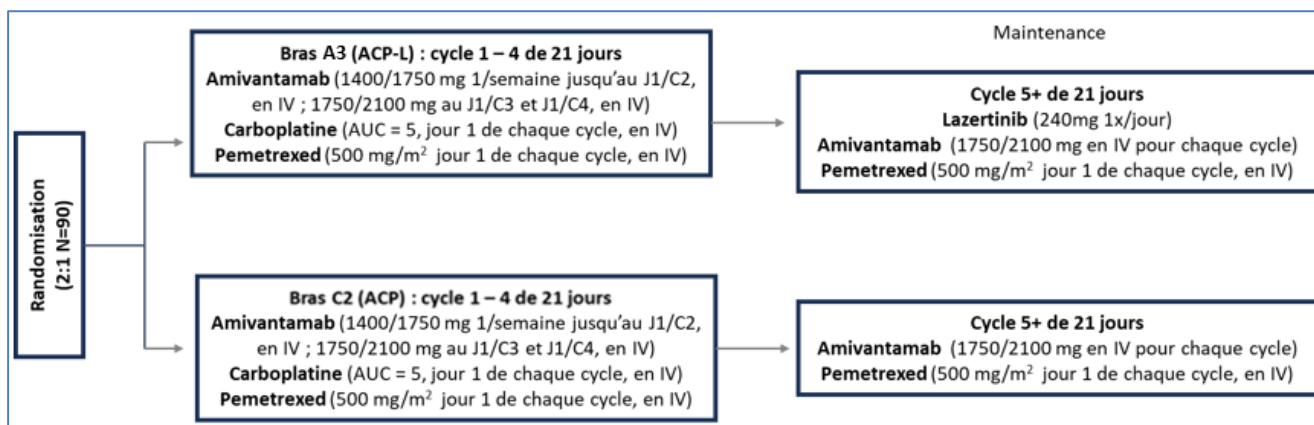 Randomisation
(2:1 N=90)
Bras A3 (ACP-L) : cycle 1 – 4 de 21 jours
Amivantamab (1400/1750 mg 1/semaine jusqu'au J1/C2,
en IV ; 1750/2100 mg au J1/C3 et J1/C4, en IV)
Carboplatine (AUC = 5, jour 1 de chaque cycle, en IV)
Pemetrexed (500 mg/m² jour 1 de chaque cycle, en IV)
Maintenance
Cycle 5+ de 21 jours
Lazertinib (240mg 1x/jour)
Amivantamab (1750/2100 mg en IV pour chaque cycle)
Pemetrexed (500 mg/m² jour 1 de chaque cycle, en IV)
Bras C2 (ACP) : cycle 1 – 4 de 21 jours
Amivantamab (1400/1750 mg 1/semaine jusqu'au J1/C2,
en IV ; 1750/2100 mg au J1/C3 et J1/C4, en IV)
Carboplatine (AUC = 5, jour 1 de chaque cycle, en IV)
Pemetrexed (500 mg/m² jour 1 de chaque cycle, en IV)
Cycle 5+ de 21 jours
Amivantamab (1750/2100 mg en IV pour chaque cycle)
Pemetrexed (500 mg/m² jour 1 de chaque cycle, en IV)